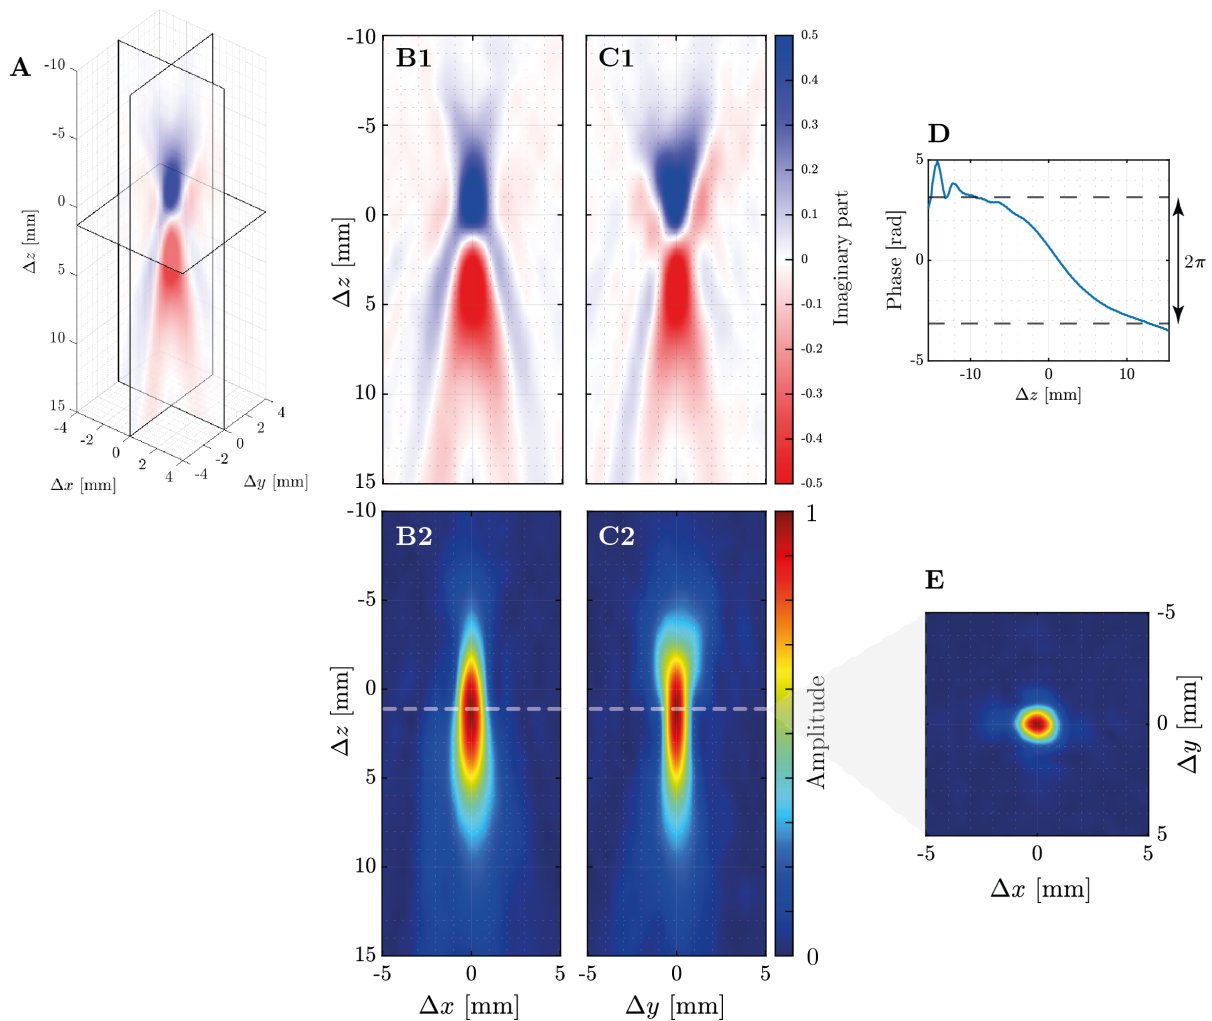 A
-10
-5
0
5
10
15
Δz [mm]
-4
-2
0
2
4
Δx [mm]
-4
-2
0
2
4
Δy [mm]
B1
C1
-10
-5
0
5
10
15
Δz [mm]
0.5
0.4
0.3
0.2
0.1
0
-0.1
-0.2
-0.3
-0.4
-0.5
Imaginary part
D
5
0
-5
Phase [rad]
-10
0
10
Δz [mm]
2π
B2
C2
-10
-5
0
5
10
15
Δz [mm]
-5
0
5
Δx [mm]
-5
0
5
Δy [mm]
1
0
Amplitude
E
-5
0
5
Δy [mm]
-5
0
5
Δx [mm]